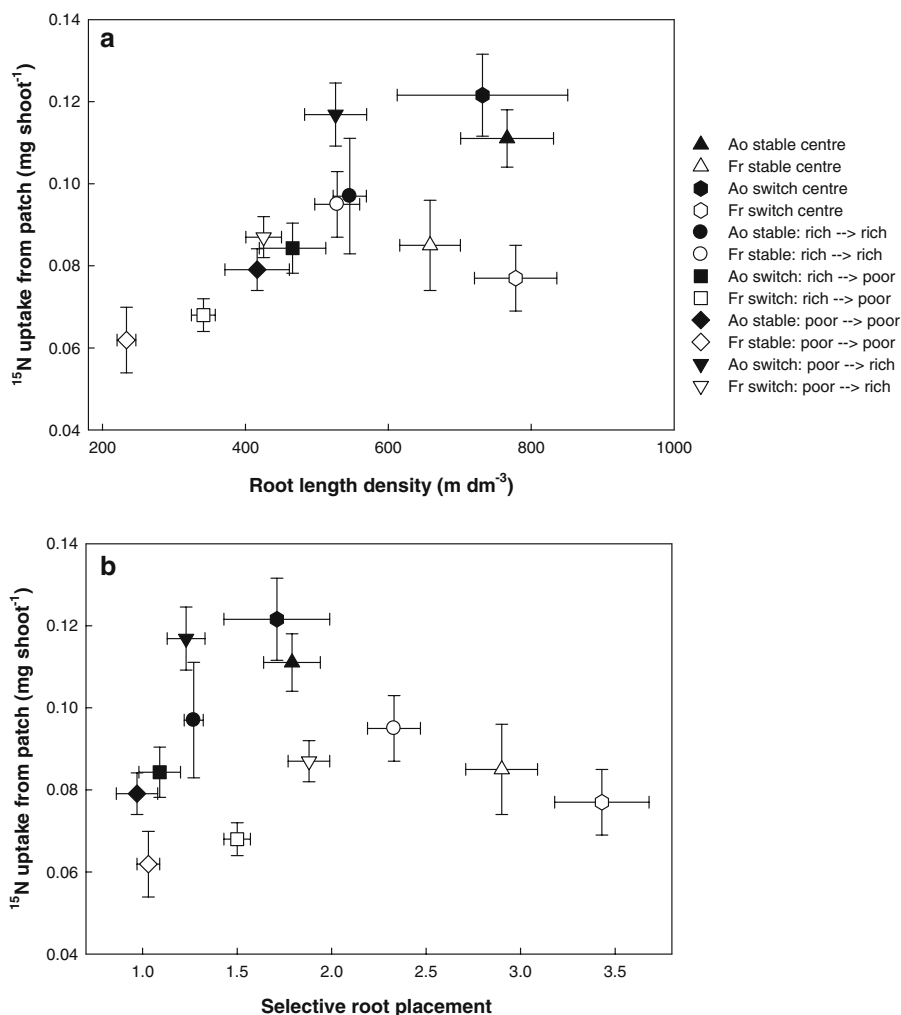 a
0.14
0.12
0.10
0.08
0.06
0.04
¹⁵N uptake from patch (mg shoot⁻¹)
200 400 600 800 1000
Root length density (m dm⁻³)
Ao stable centre
Fr stable centre
Ao switch centre
Fr switch centre
Ao stable: rich --> rich
Fr stable: rich --> rich
Ao switch: rich --> poor
Fr switch: rich --> poor
Ao stable: poor --> poor
Fr stable: poor --> poor
Ao switch: poor --> rich
Fr switch: poor --> rich
b
0.14
0.12
0.10
0.08
0.06
0.04
¹⁵N uptake from patch (mg shoot⁻¹)
1.0 1.5 2.0 2.5 3.0 3.5
Selective root placement